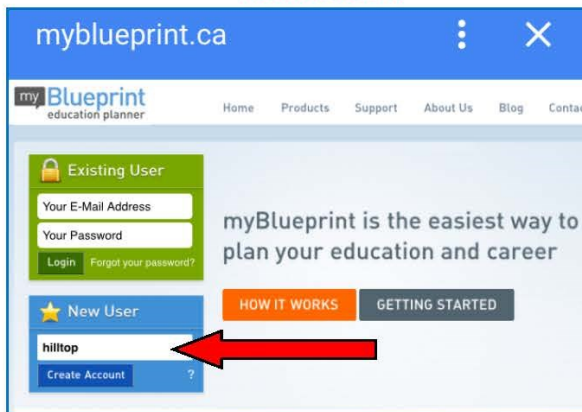 myblueprint.ca
my Blueprint
education planner
Home Products Support About Us Blog
Existing User
Your E-Mail Address
Your Password
Login Forgot your password?
New User
hilltop
Create Account ?
myBlueprint is the easiest way to
plan your education and career
HOW IT WORKS GETTING STARTED